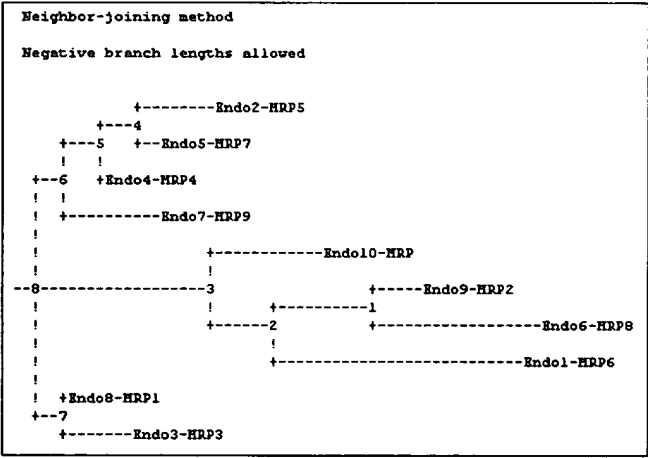 Neighbor-joining method
Negative branch lengths allowed
+---------Endo2-MRP5
+---4
+---5 +--Endo5-MRP7
! !
+--6 +Endo4-MRP4
! !
! +-----------Endo7-MRP9
!
! +------------Endo10-MRP
! !
--8------------------3 +-----Endo9-MRP2
! ! +----------1
! +------2 +------------------Endo6-MRP8
! !
! +---------------------------Endo1-MRP6
!
! +Endo8-MRP1
+--7
+--------Endo3-MRP3